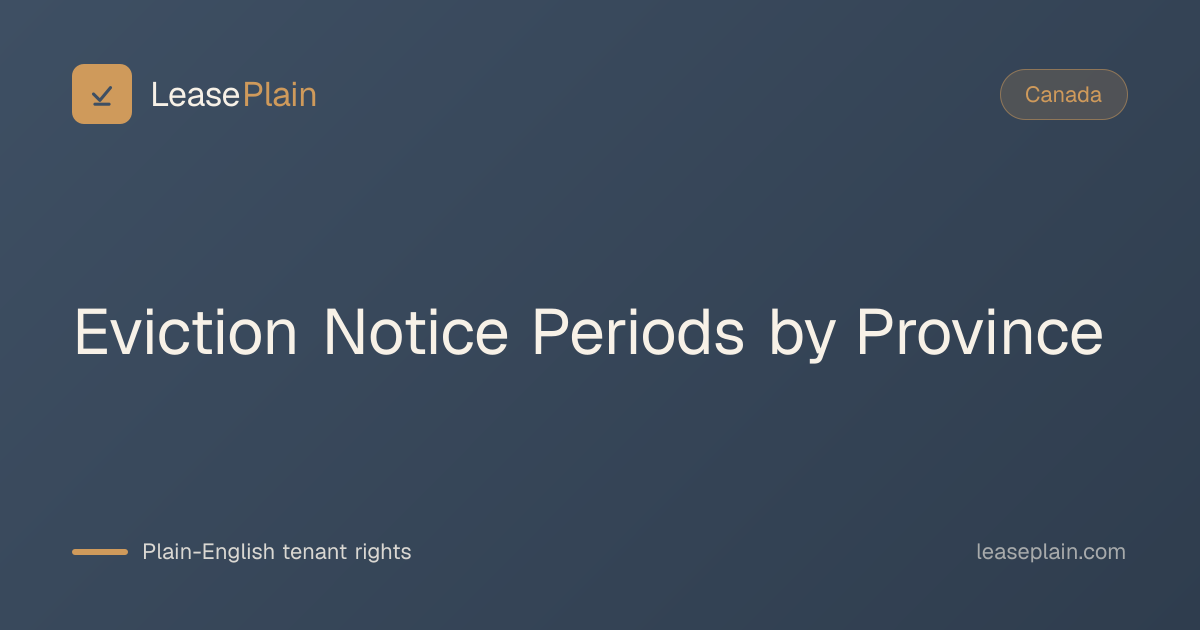 LeasePlain
Canada
Eviction Notice Periods by Province
Plain-English tenant rights
leaseplain.com